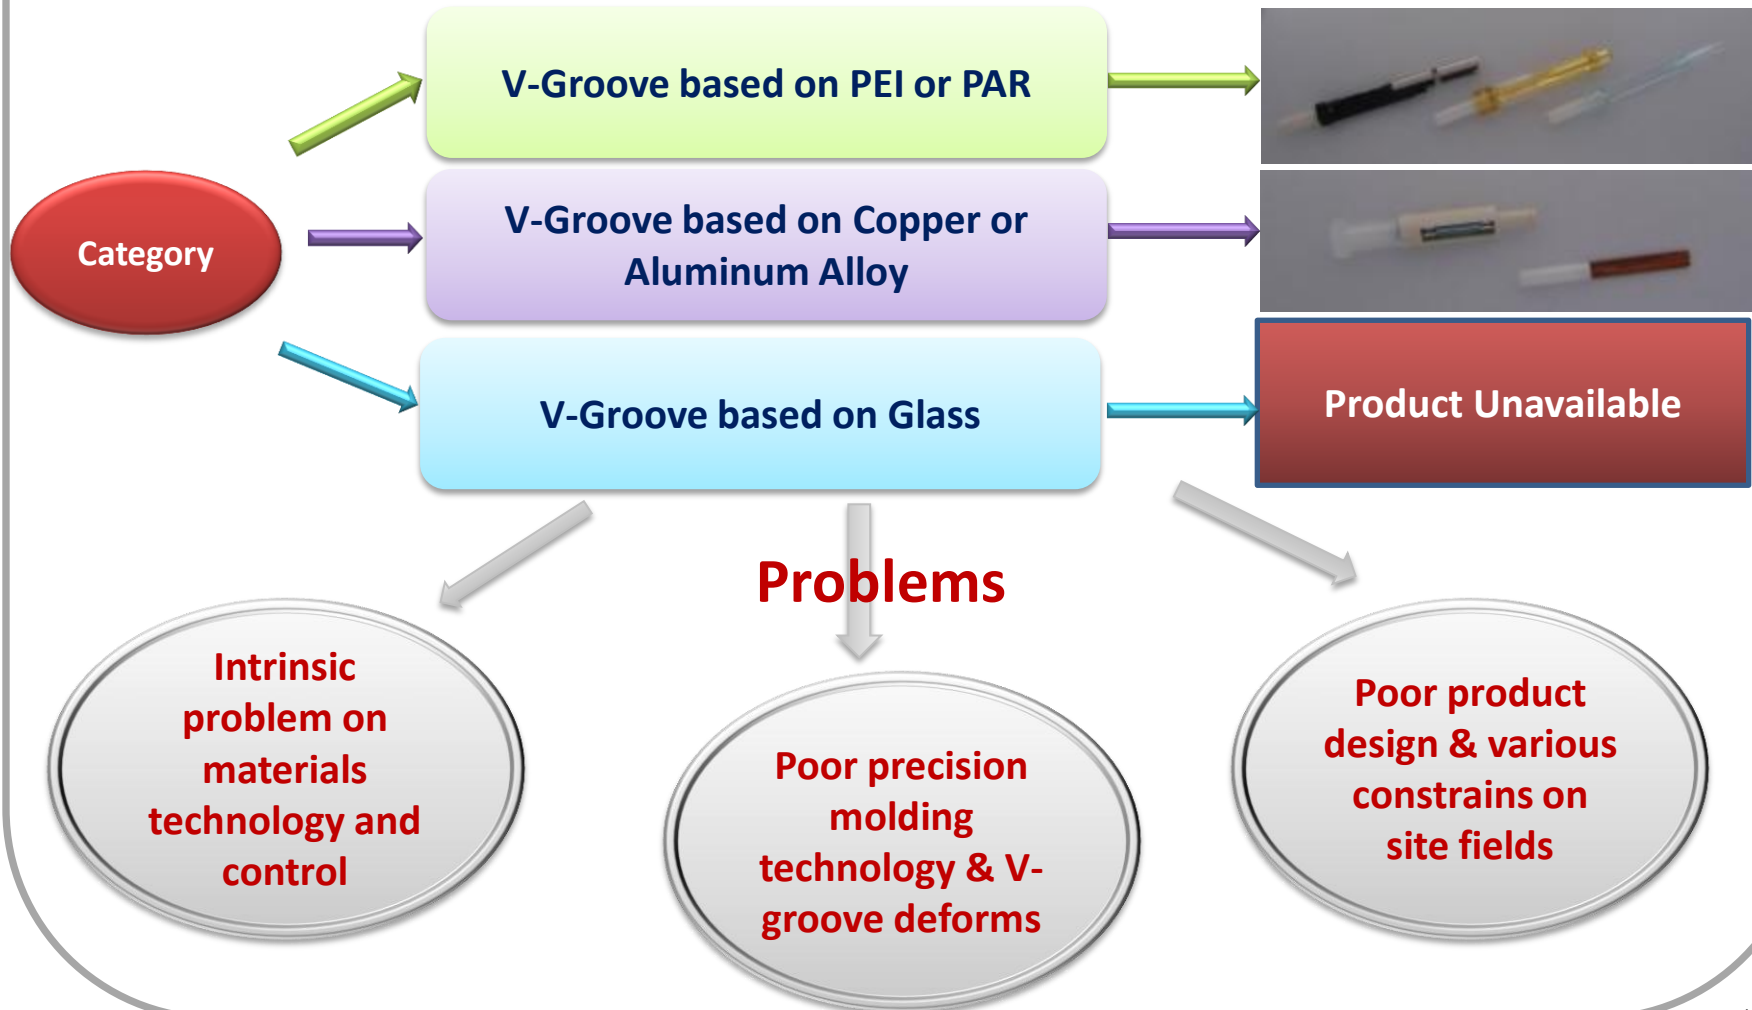 V-Groove based on PEI or PAR
Category
V-Groove based on Copper or
Aluminum Alloy
V-Groove based on Glass
Product Unavailable
Problems
Intrinsic
problem on
materials
technology and
control
Poor precision
molding
technology & V-
groove deforms
Poor product
design & various
constrains on
site fields